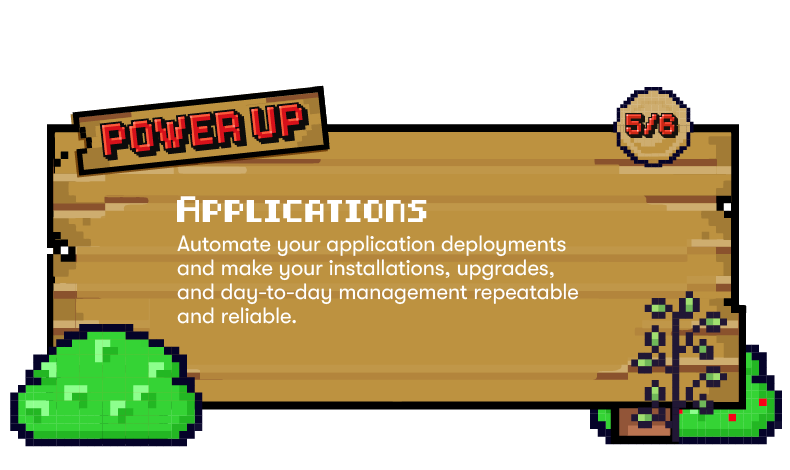 POWER UP
5/8
APPLICATIONS
Automate your application deployments
and make your installations, upgrades,
and day-to-day management repeatable
and reliable.